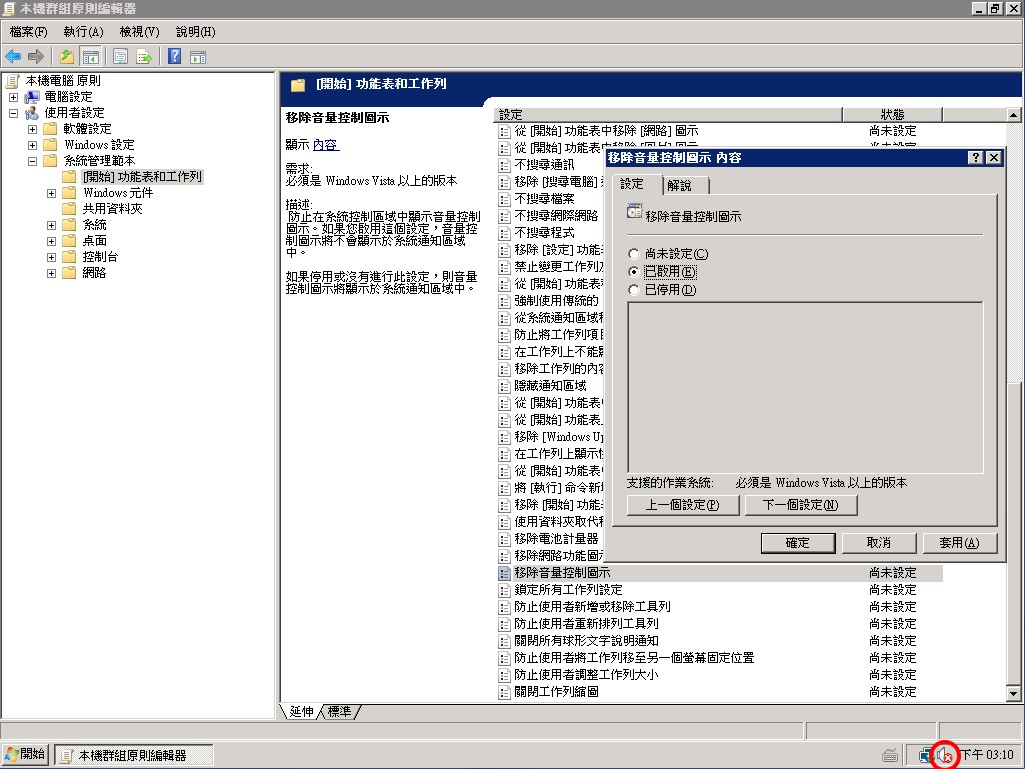 本機群組原則編輯器
檔案(F) 執行(A) 檢視(V) 說明(H)
本機電腦 原則
電腦設定
使用者設定
軟體設定
Windows 設定
系統管理範本
[開始] 功能表和工作列
Windows 元件
共用資料夾
系統
桌面
控制台
網路
[開始] 功能表和工作列
移除音量控制圖示
顯示 內容
需求:
必須是 Windows Vista 以上的版本
描述:
防止在系統控制區域中顯示音量控制圖示。如果您啟用這個設定，音量控制圖示將不會顯示於系統通知區域中。
如果停用或沒有進行此設定，則音量控制圖示將顯示於系統通知區域中。
設定 狀態
從 [開始] 功能表中移除 [網路] 圖示 尚未設定
從 [開始] 功能表中移除 [圖片] 圖示 尚未設定
不搜尋通訊
移除 [搜尋電腦]
不搜尋檔案
不搜尋網際網路
不搜尋程式
移除 [設定] 功能
禁止變更工作列及
從 [開始] 功能表
強制使用傳統的
從系統通知區域移
防止將工作列項目
在工作列上不能
移除工作列的內容
隱藏通知區域
從 [開始] 功能表中
從 [開始] 功能表
移除 [Windows Up
在工作列上顯示快
從 [開始] 功能表中
將 [執行] 命令新增
移除 [開始] 功能
使用資料夾取代程
移除電池計量器
移除網路功能圖示
移除音量控制圖示 尚未設定
鎖定所有工作列設定 尚未設定
防止使用者新增或移除工具列 尚未設定
防止使用者重新排列工具列 尚未設定
關閉所有球形文字說明通知 尚未設定
防止使用者將工作列移至另一個螢幕固定位置 尚未設定
防止使用者調整工作列大小 尚未設定
關閉工作列縮圖 尚未設定
延伸 標準
移除音量控制圖示 內容
設定 解說
移除音量控制圖示
尚未設定(C)
已啟用(E)
已停用(D)
支援的作業系統: 必須是 Windows Vista 以上的版本
上一個設定(P) 下一個設定(N)
確定 取消 套用(A)
開始 本機群組原則編輯器 下午 03:10